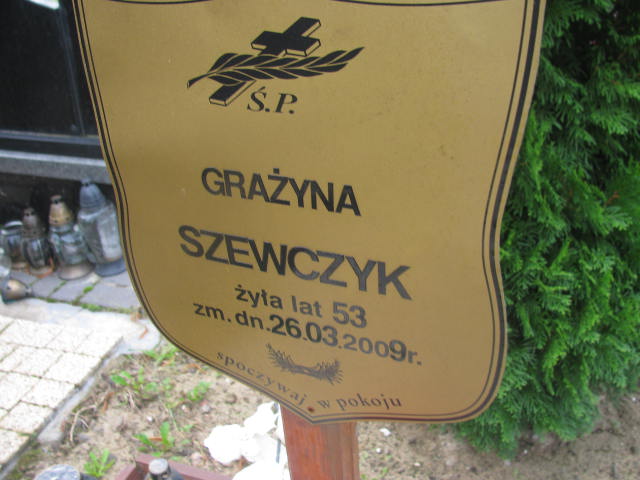 Ś.P.
GRAŻYNA
SZEWCZYK
żyła lat 53
zm. dn. 26.03.2009r.
spoczywaj w pokoju